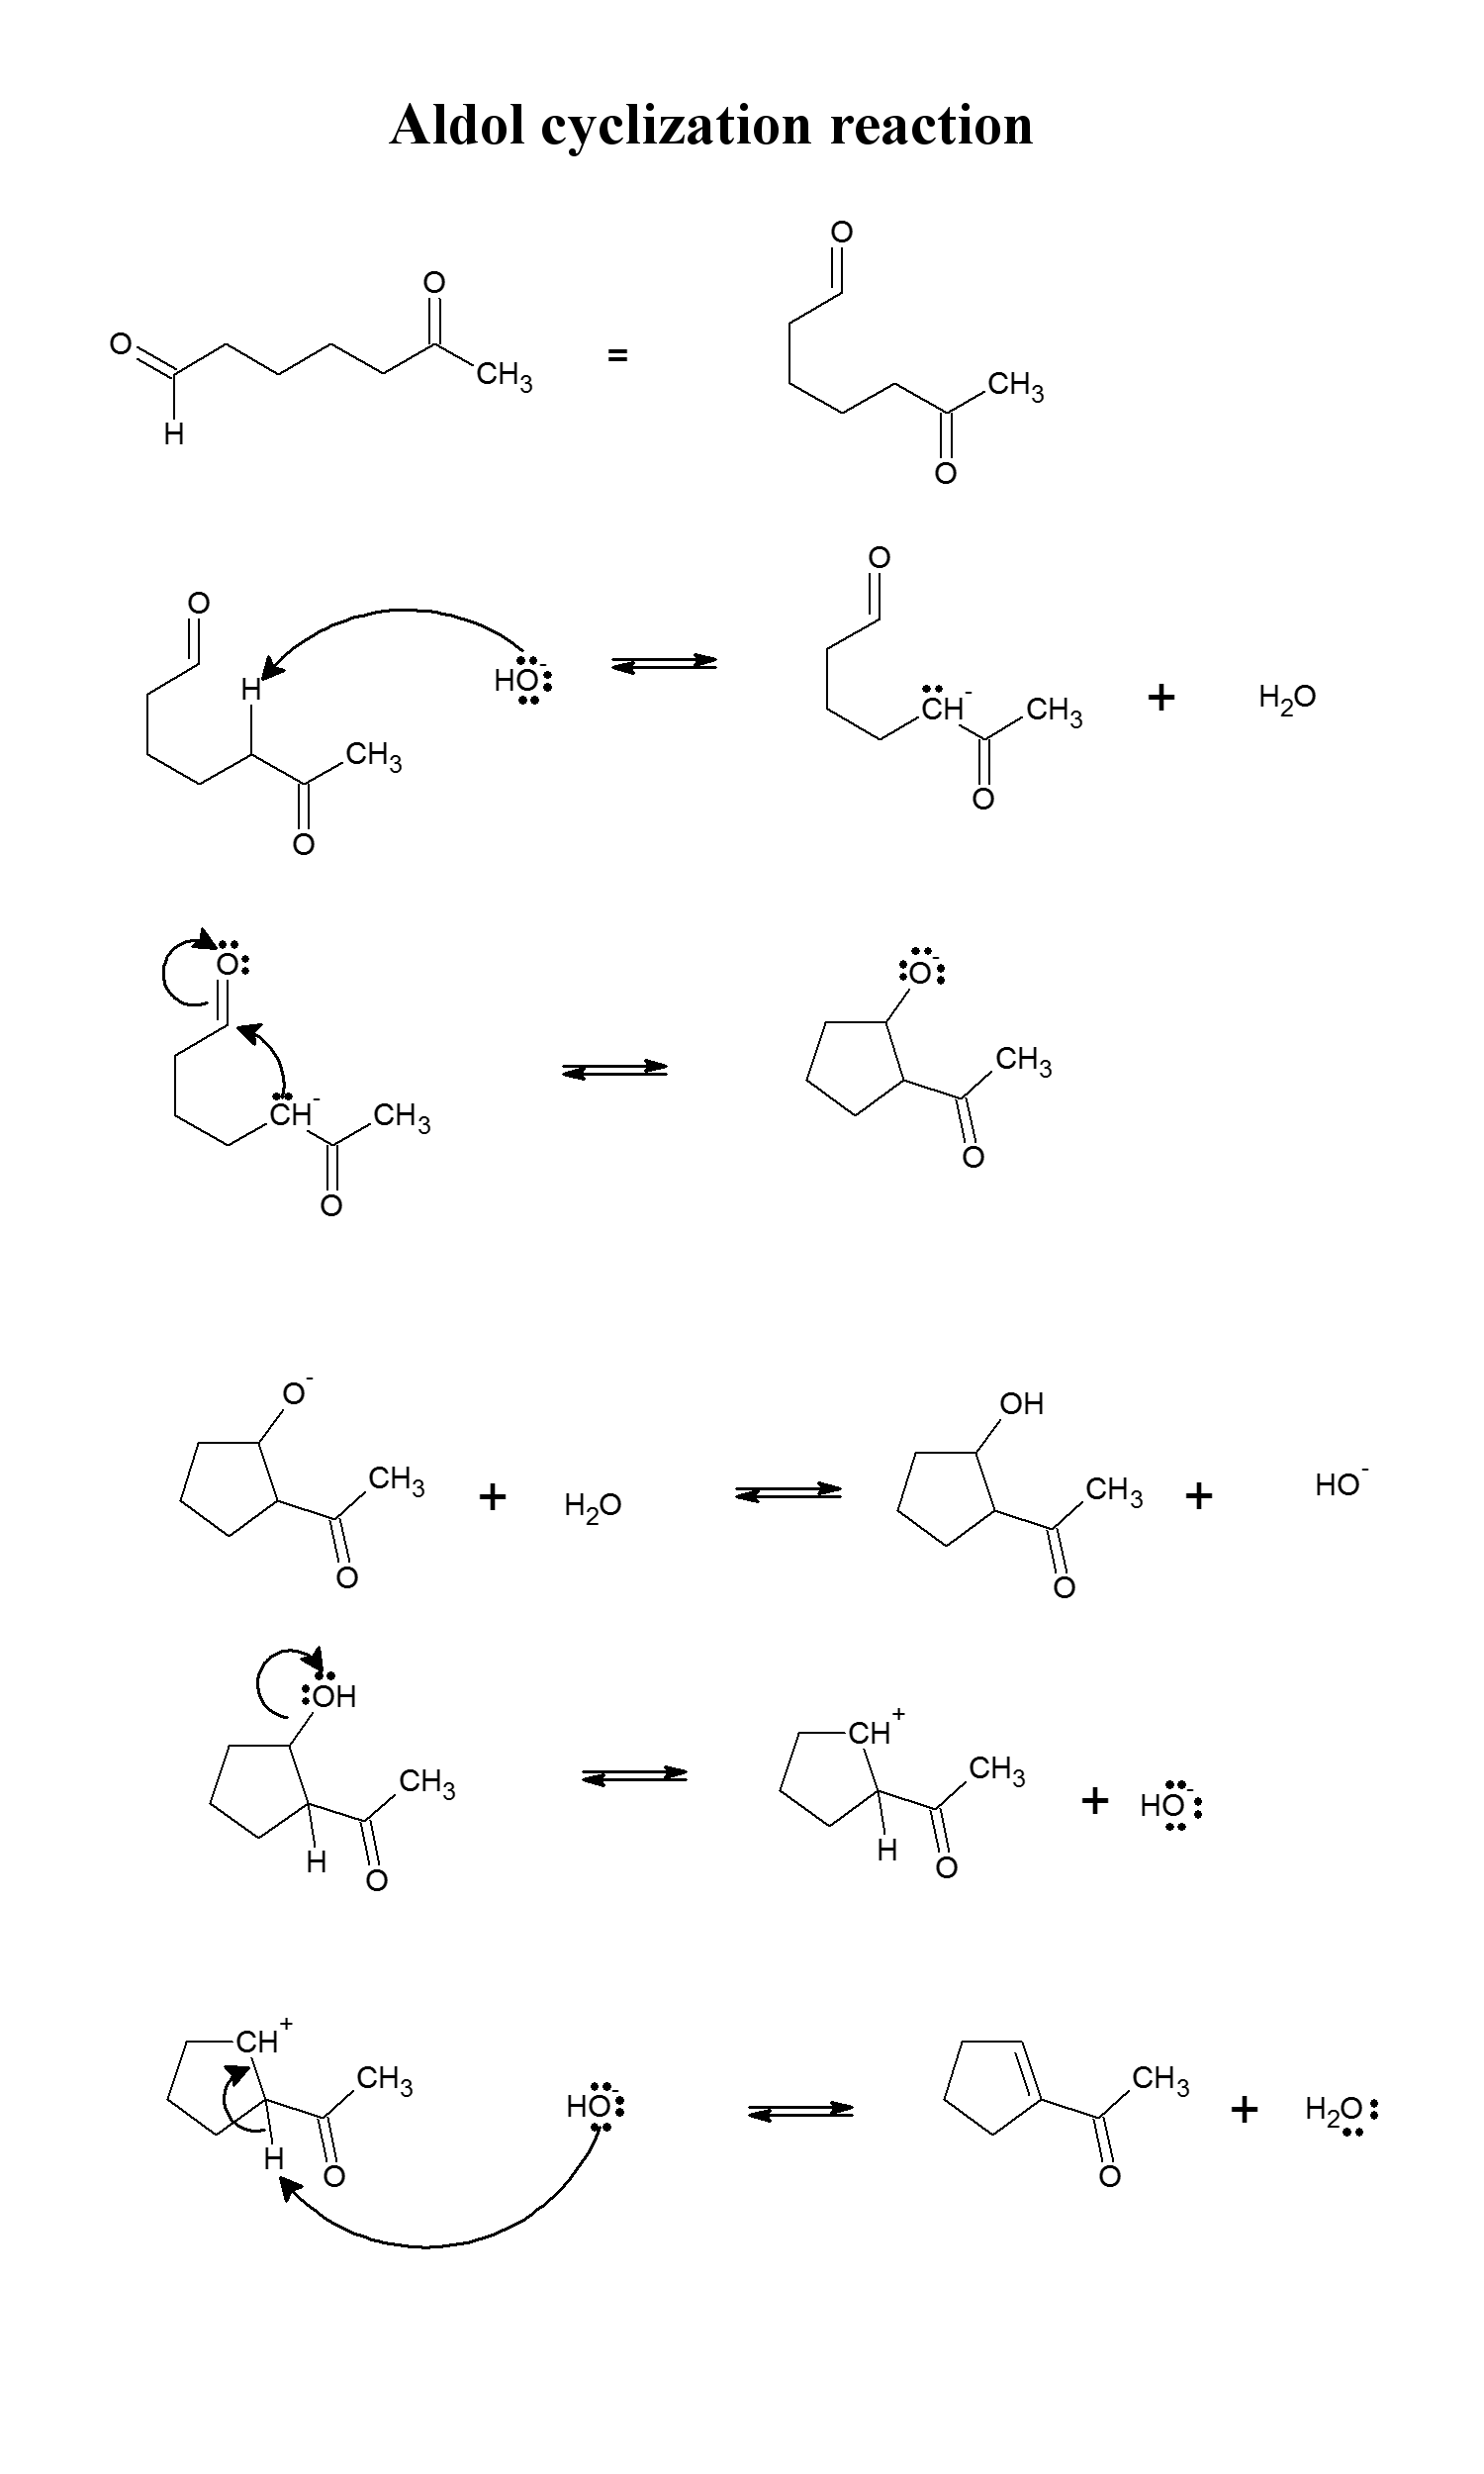 Aldol cyclization reaction
O
O
O
CH3
=
CH3
H
O
O
O
H
HO:-
CH-
CH3
+
H2O
CH3
O
O
O
O-
CH3
CH-
CH3
O
O
O-
OH
CH3
+
H2O
CH3
+
HO-
O
O
OH
CH+
CH3
CH3
+
HO:-
H
H
O
O
CH+
CH3
HO:-
CH3
+
H2O:
H
O
O